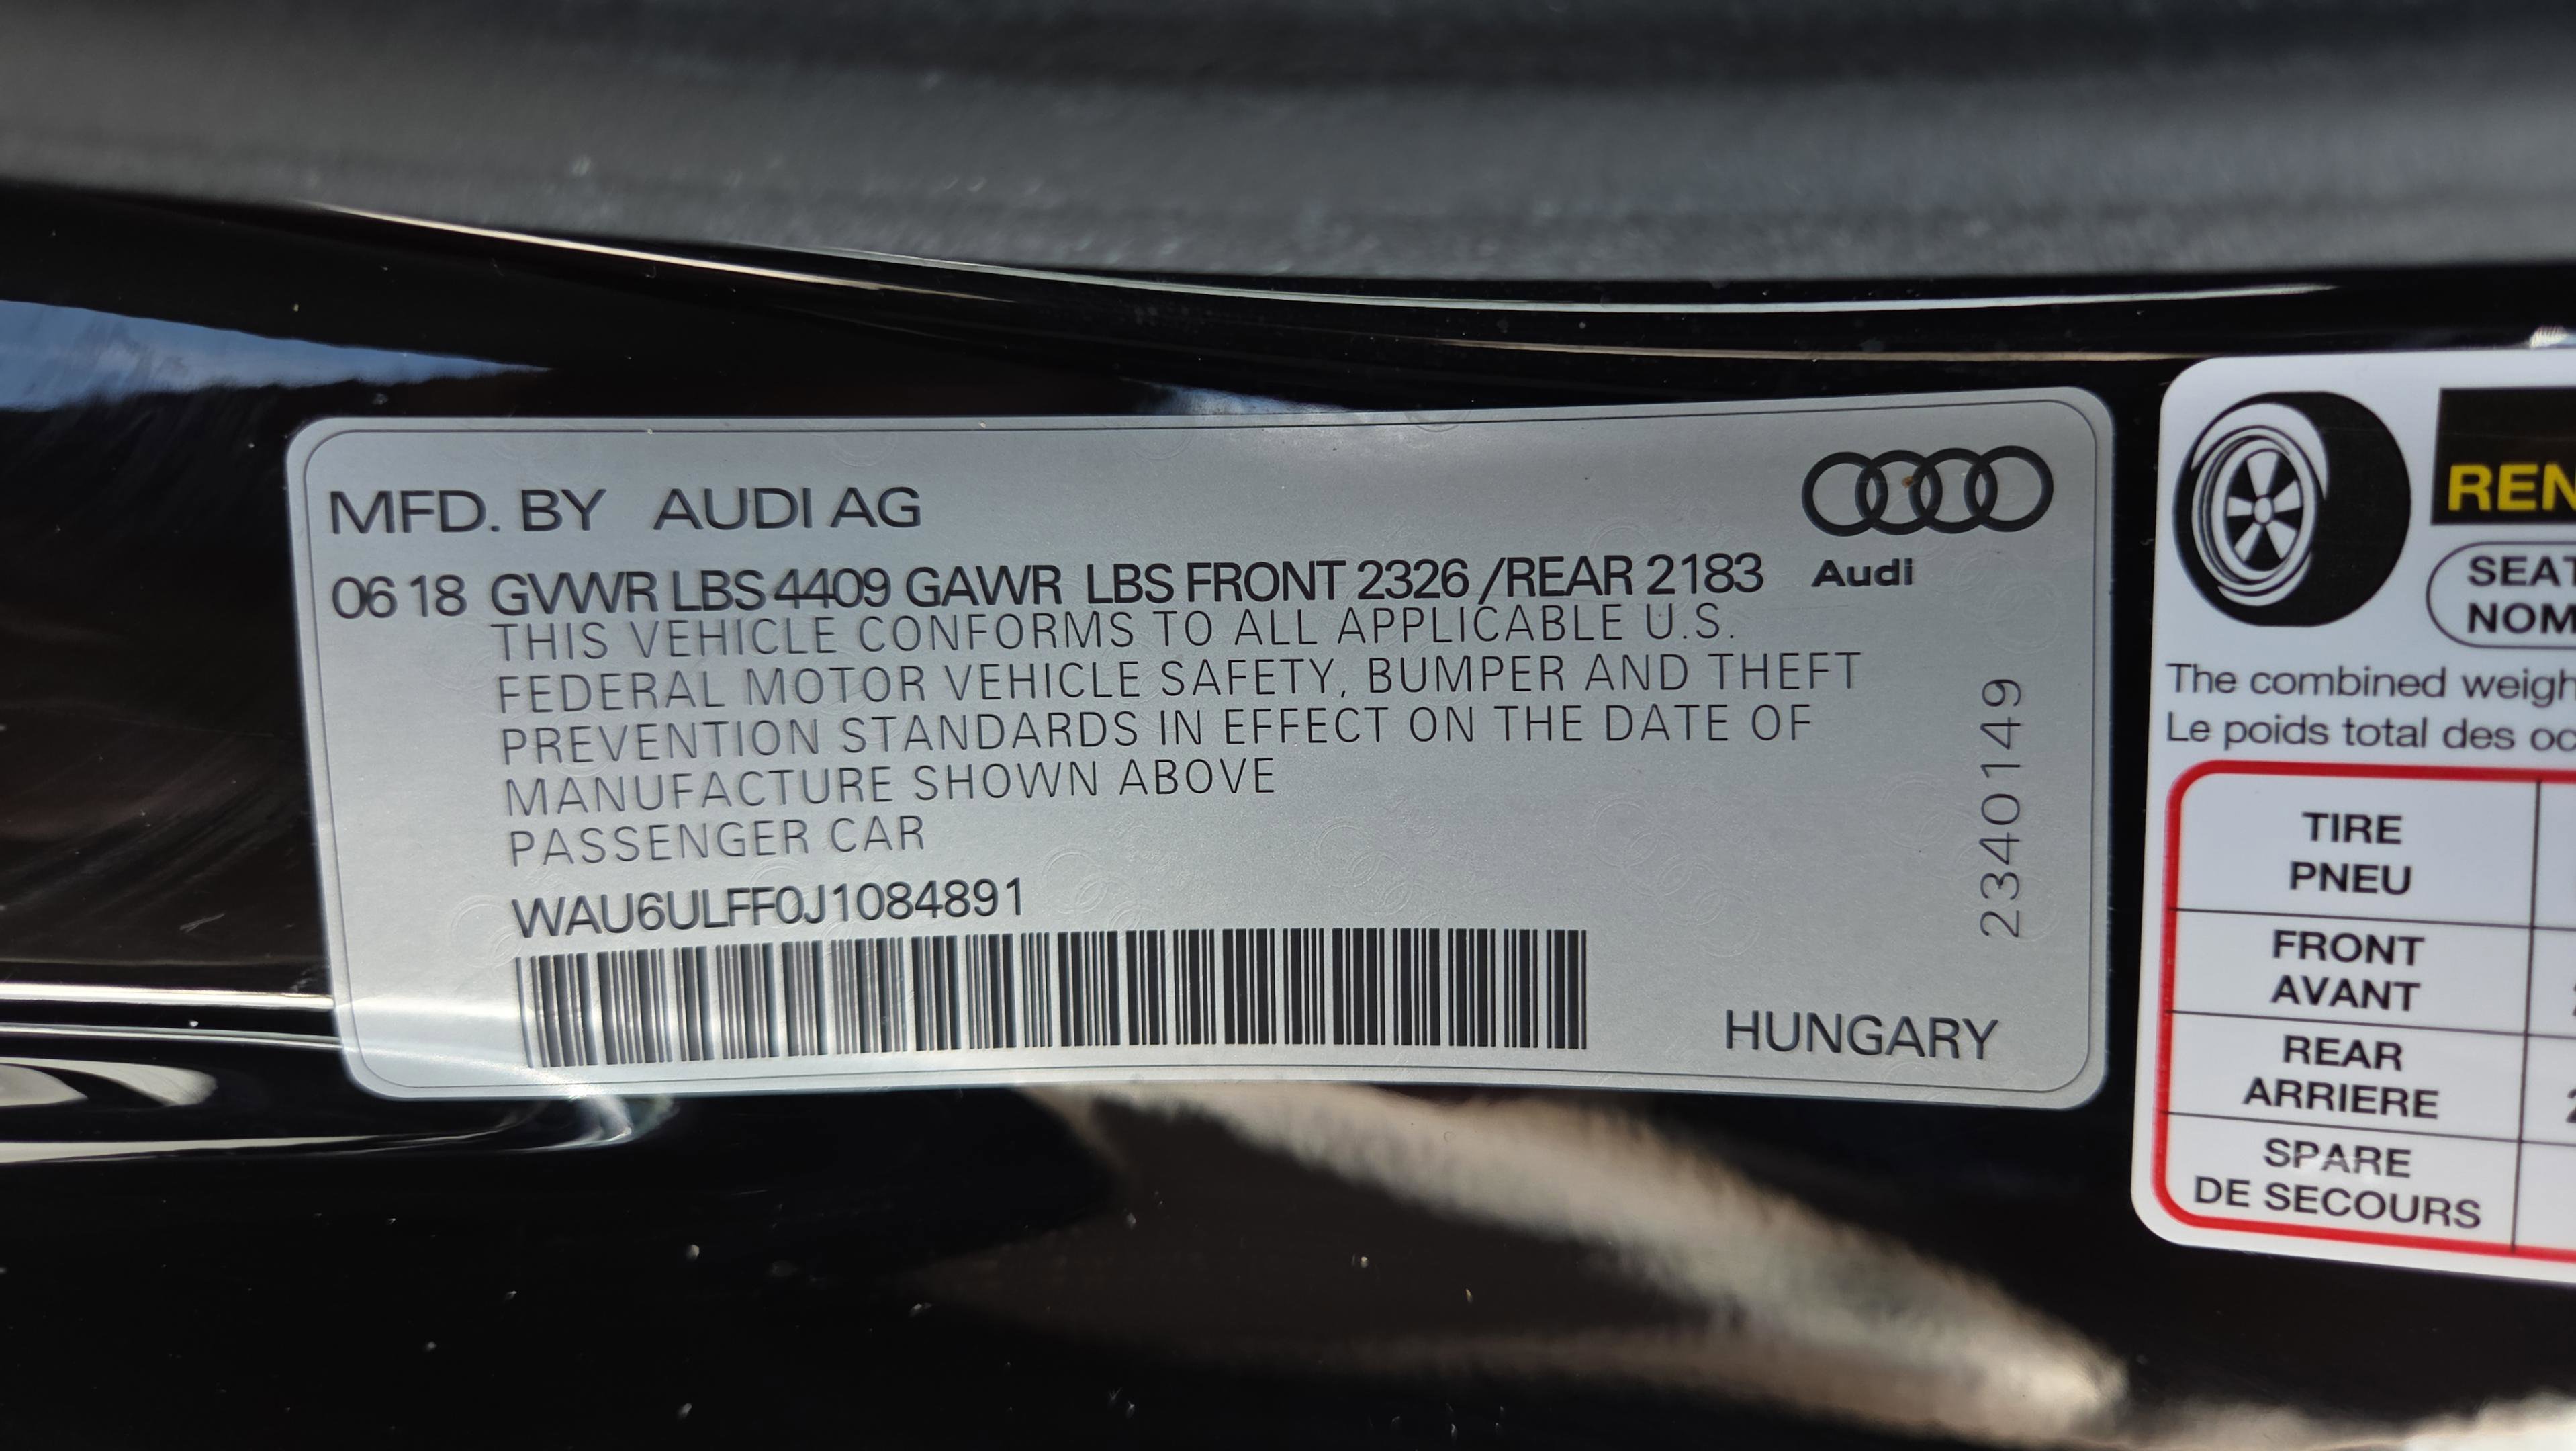 MFD. BY AUDI AG
Audi
06 18 GVWR LBS 4409 GAWR LBS FRONT 2326 /REAR 2183
THIS VEHICLE CONFORMS TO ALL APPLICABLE U.S.
FEDERAL MOTOR VEHICLE SAFETY, BUMPER AND THEFT
PREVENTION STANDARDS IN EFFECT ON THE DATE OF
MANUFACTURE SHOWN ABOVE
PASSENGER CAR
WAU6ULFF0J1084891
2340149
HUNGARY
REN
SEAT
NOM
The combined weigh
Le poids total des oc
TIRE
PNEU
FRONT
AVANT
REAR
ARRIERE
SPARE
DE SECOURS